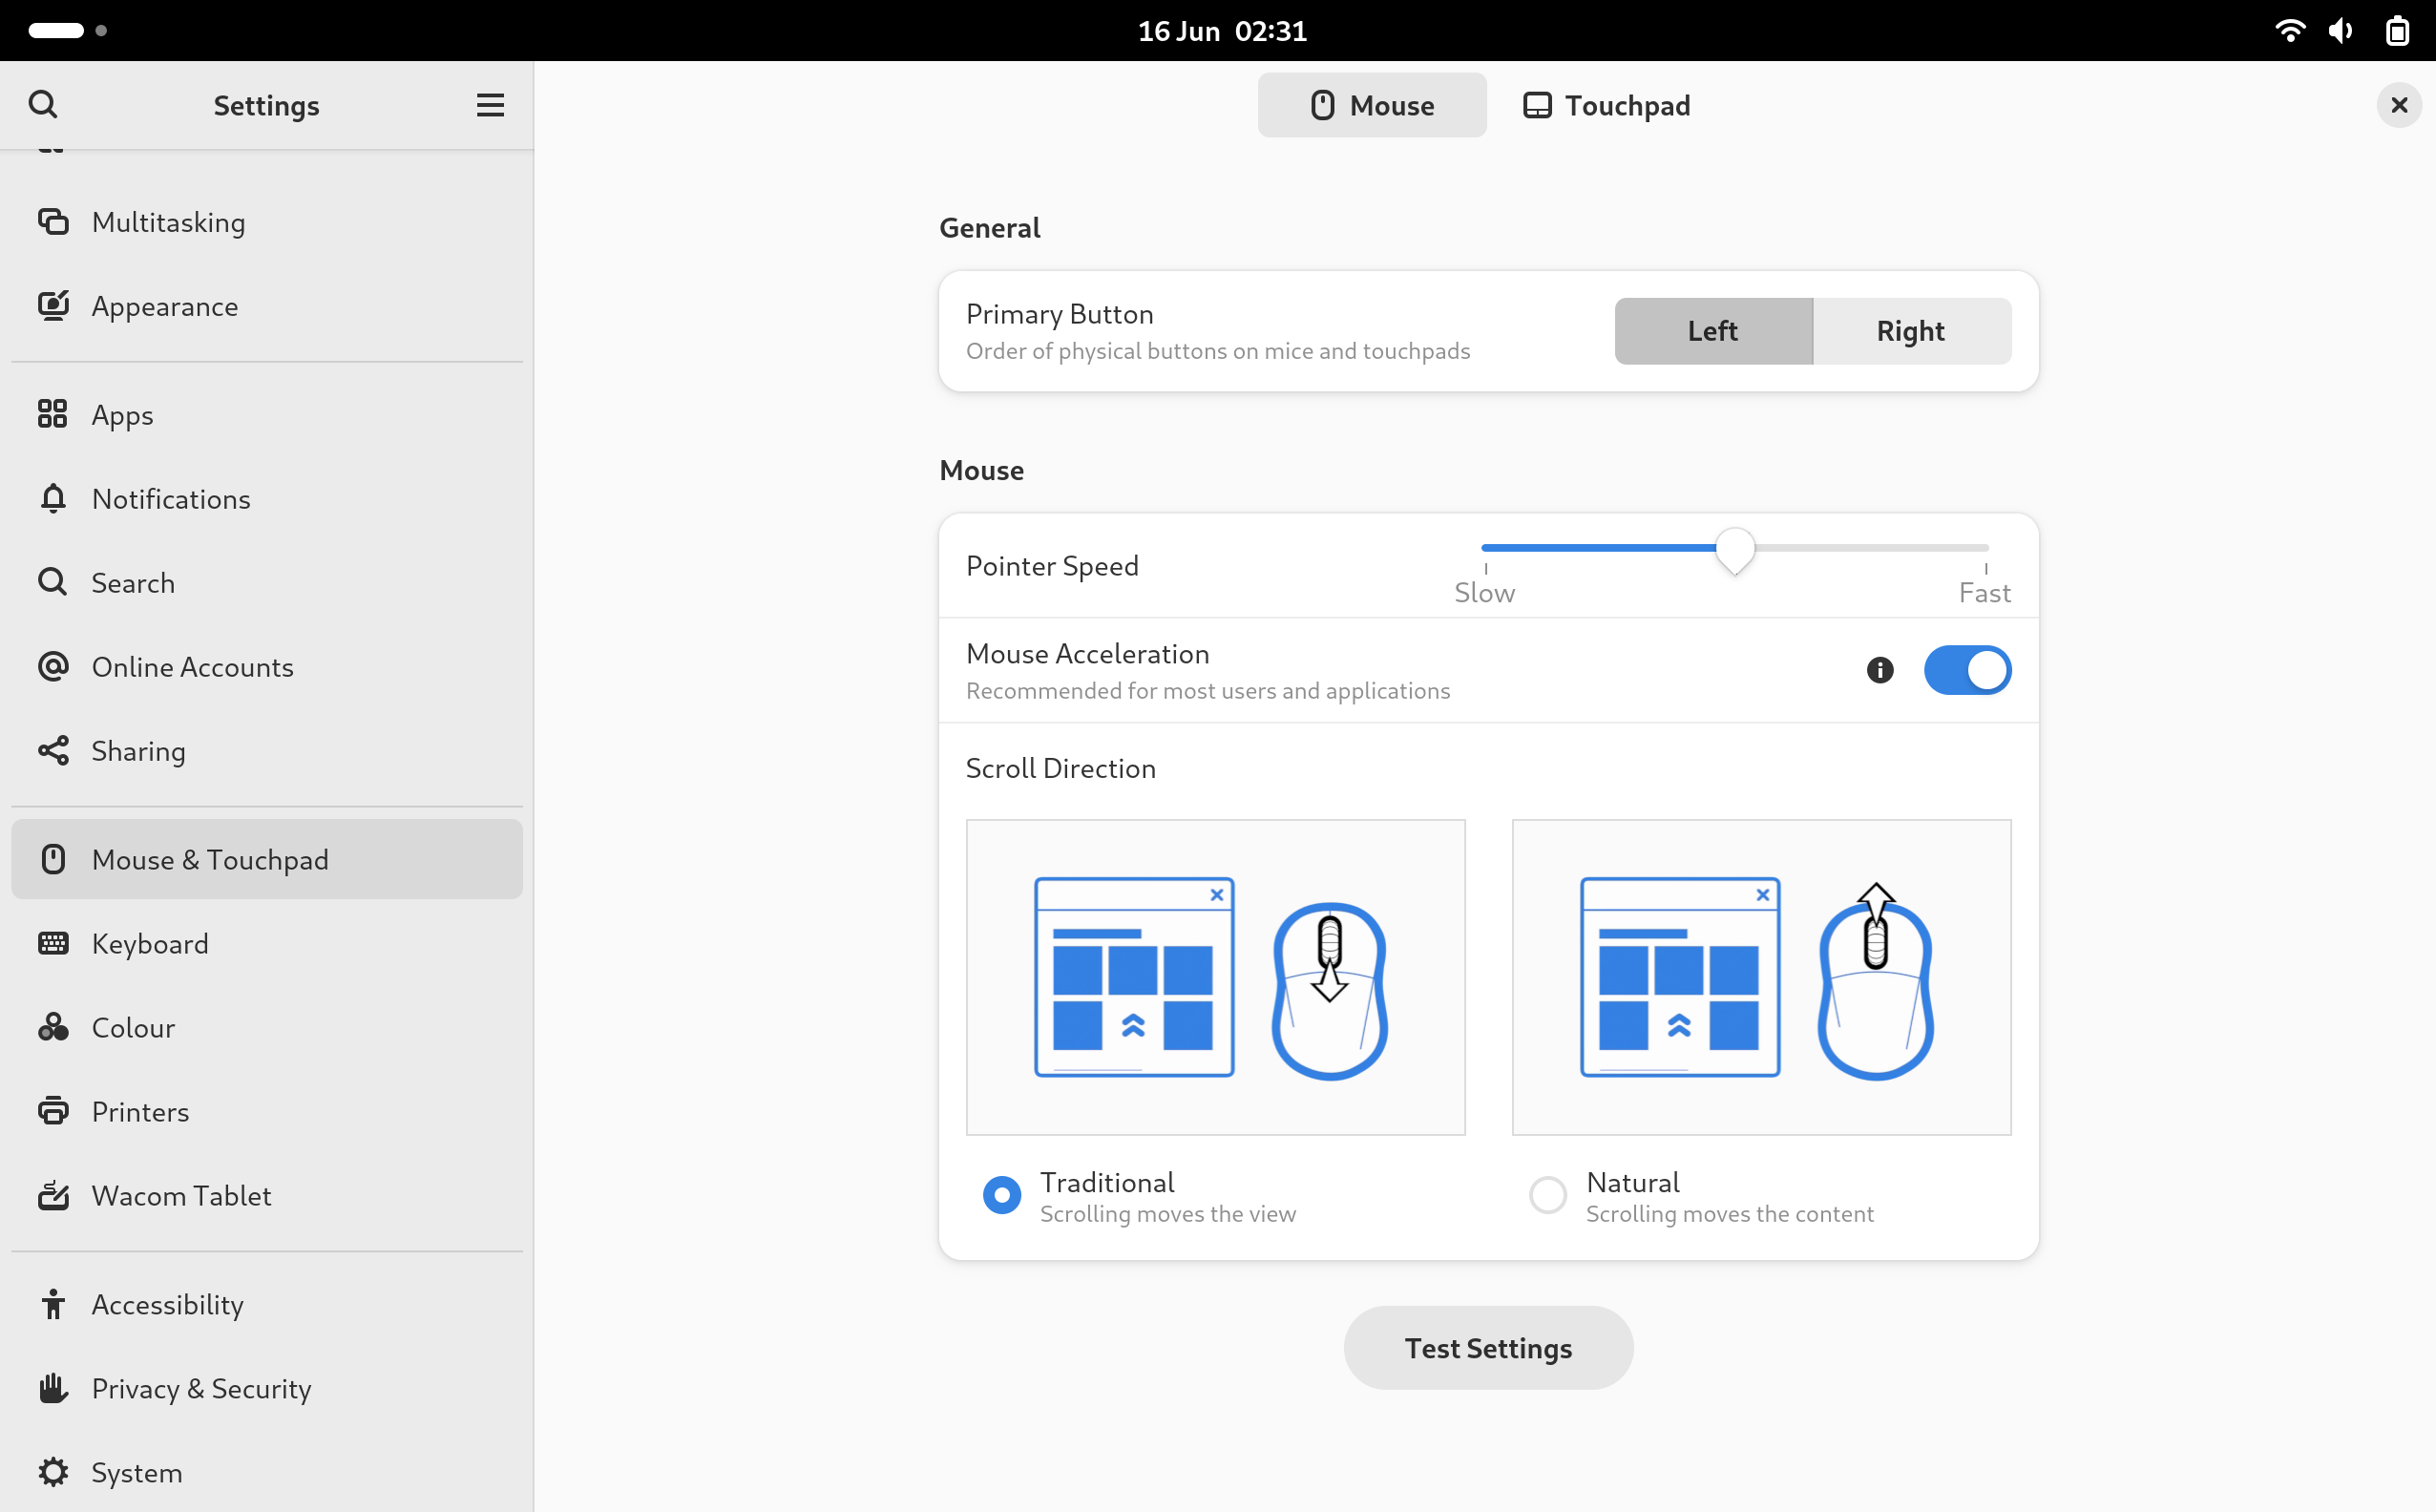 16 Jun 02:31
Settings
Multitasking
Appearance
Apps
Notifications
Search
Online Accounts
Sharing
Mouse & Touchpad
Keyboard
Colour
Printers
Wacom Tablet
Accessibility
Privacy & Security
System
Mouse
Touchpad
General
Primary Button
Order of physical buttons on mice and touchpads
Left
Right
Mouse
Pointer Speed
Slow
Fast
Mouse Acceleration
Recommended for most users and applications
Scroll Direction
Traditional
Scrolling moves the view
Natural
Scrolling moves the content
Test Settings